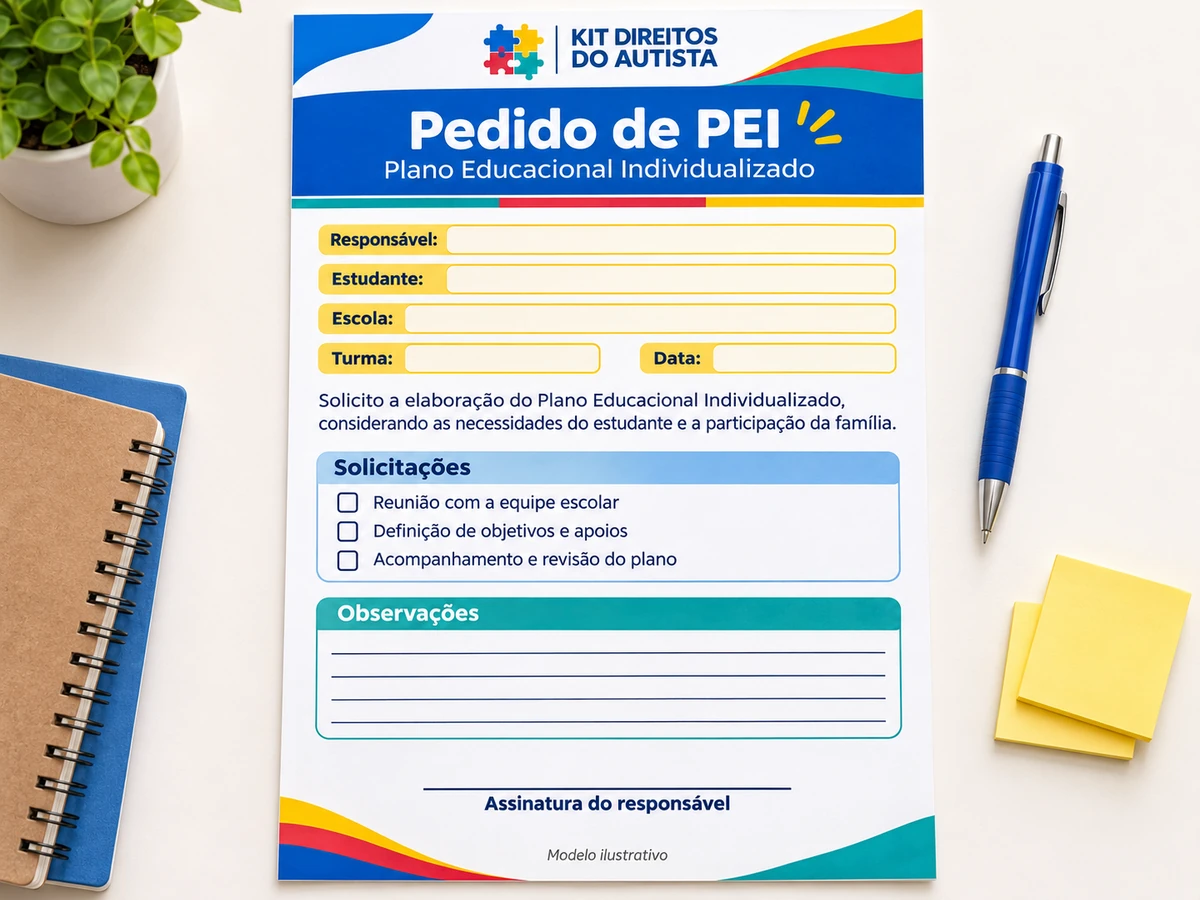 KIT DIREITOS
DO AUTISTA
Pedido de PEI
Plano Educacional Individualizado
Responsável:
Estudante:
Escola:
Turma:
Data:
Solicito a elaboração do Plano Educacional Individualizado,
considerando as necessidades do estudante e a participação da família.
Solicitações
Reunião com a equipe escolar
Definição de objetivos e apoios
Acompanhamento e revisão do plano
Observações
Assinatura do responsável
Modelo ilustrativo